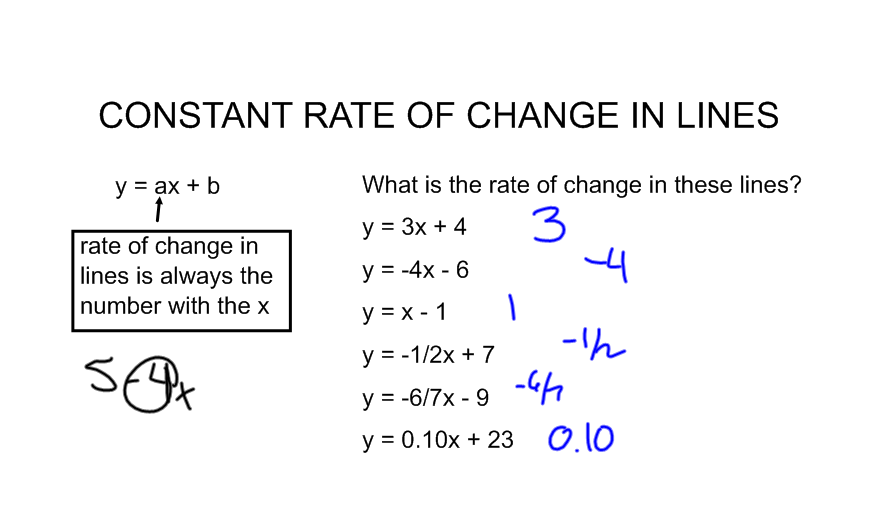 CONSTANT RATE OF CHANGE IN LINES
y = ax + b
rate of change in
lines is always the
number with the x
5 -4x
What is the rate of change in these lines?
y = 3x + 4 3
y = -4x - 6 -4
y = x - 1 1
y = -1/2x + 7 -1/2
y = -6/7x - 9 -6/7
y = 0.10x + 23 0.10